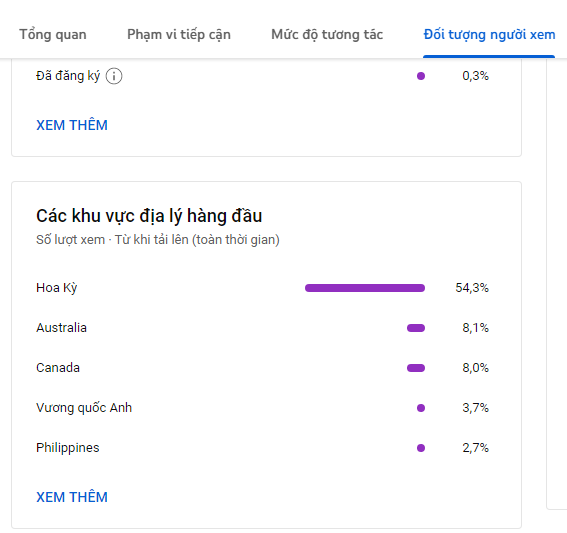 Tổng quan
Phạm vi tiếp cận
Mức độ tương tác
Đối tượng người xem
Đã đăng ký
0,3%
XEM THÊM
Các khu vực địa lý hàng đầu
Số lượt xem · Từ khi tải lên (toàn thời gian)
Hoa Kỳ
54,3%
Australia
8,1%
Canada
8,0%
Vương quốc Anh
3,7%
Philippines
2,7%
XEM THÊM